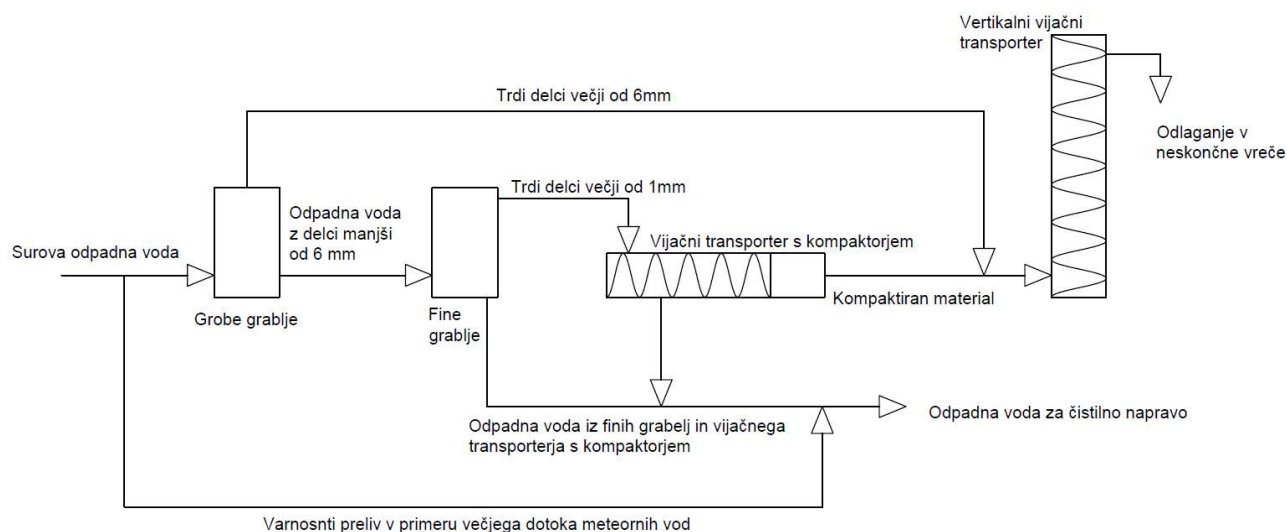 Vertikalni vijačni
transporter
Trdi delci večji od 6mm
Odlaganje v
neskončne vreče
Trdi delci večji od 1mm
Odpadna voda
z delci manjši
od 6 mm
Surova odpadna voda
Vijačni transporter s kompaktorjem
Kompaktiran material
Grobe grablje
Fine
grablje
Odpadna voda iz finih grabelj in vijačnega
transporterja s kompaktorjem
Odpadna voda za čistilno napravo
Varnosnti preliv v primeru večjega dotoka meteornih vod